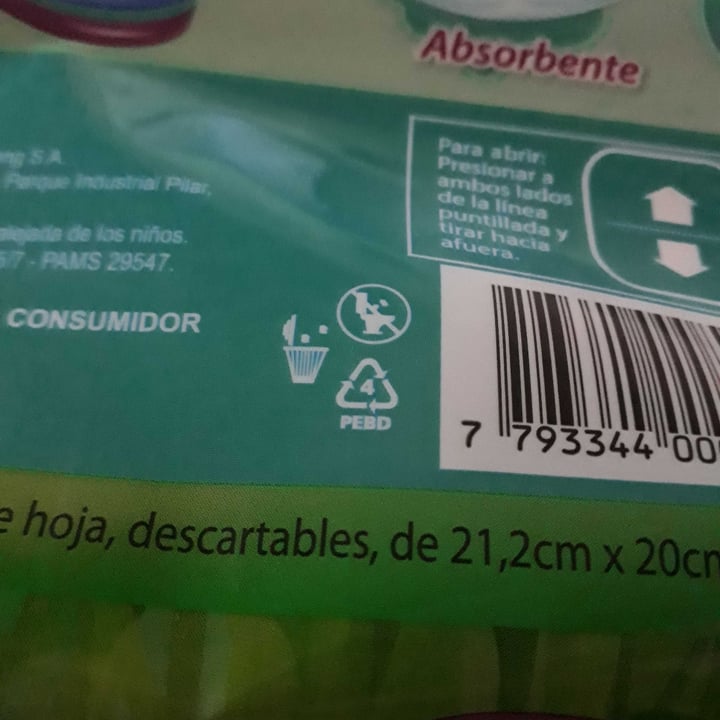 Absorbente
Para abrir:
Presionar a
ambos lados
de la línea
puntillada y
tirar hacia
afuera.
S.A.
Parque Industrial Pilar,
de los niños.
- PAMS 29547.
CONSUMIDOR
4
PEBD
7 793344 00
e hoja, descartables, de 21,2cm x 20cm